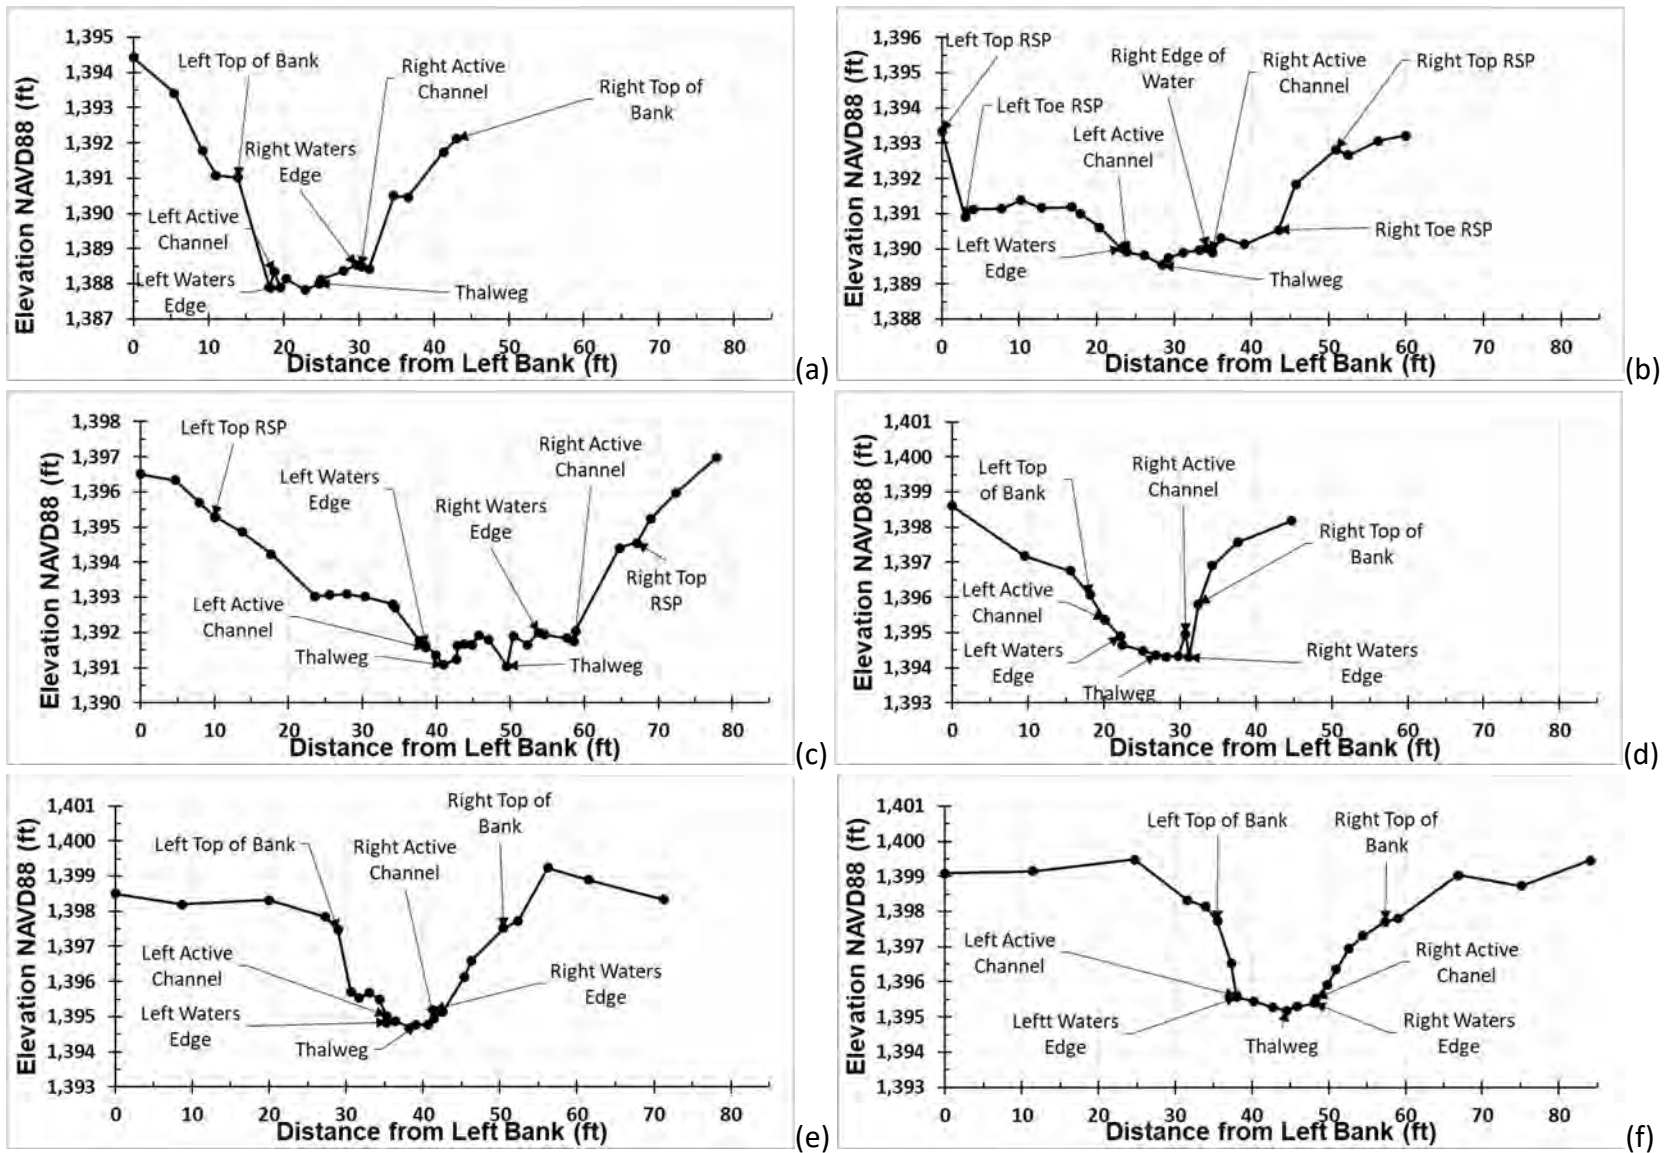 Elevation NAVD88 (ft)
1,395
1,394
1,393
1,392
1,391
1,390
1,389
1,388
1,387
Left Top of Bank
Right Active
Channel
Right Top of
Bank
Right Waters
Edge
Left Active
Channel
Left Waters
Edge
Thalweg
0 10 20 30 40 50 60 70 80
Distance from Left Bank (ft)
(a)
Elevation NAVD88 (ft)
1,396
1,395
1,394
1,393
1,392
1,391
1,390
1,389
1,388
Left Top RSP
Right Edge of
Water
Right Active
Channel
Right Top RSP
Left Toe RSP
Left Active
Channel
Left Waters
Edge
Right Toe RSP
Thalweg
0 10 20 30 40 50 60 70 80
Distance from Left Bank (ft)
(b)
Elevation NAVD88 (ft)
1,398
1,397
1,396
1,395
1,394
1,393
1,392
1,391
1,390
Left Top RSP
Right Active
Channel
Left Waters
Edge
Right Waters
Edge
Right Top
RSP
Left Active
Channel
Thalweg
Thalweg
0 10 20 30 40 50 60 70 80
Distance from Left Bank (ft)
(c)
Elevation NAVD88 (ft)
1,401
1,400
1,399
1,398
1,397
1,396
1,395
1,394
1,393
Left Top
of Bank
Right Active
Channel
Right Top of
Bank
Left Active
Channel
Left Waters
Edge
Right Waters
Edge
Thalweg
0 10 20 30 40 50 60 70 80
Distance from Left Bank (ft)
(d)
Elevation NAVD88 (ft)
1,401
1,400
1,399
1,398
1,397
1,396
1,395
1,394
1,393
Right Top of
Bank
Left Top of Bank
Right Active
Channel
Left Active
Channel
Right Waters
Edge
Left Waters
Edge
Thalweg
0 10 20 30 40 50 60 70 80
Distance from Left Bank (ft)
(e)
Elevation NAVD88 (ft)
1,401
1,400
1,399
1,398
1,397
1,396
1,395
1,394
1,393
Left Top of Bank
Right Top of
Bank
Left Active
Channel
Right Active
Chanel
Leftt Waters
Edge
Thalweg
Right Waters
Edge
0 10 20 30 40 50 60 70 80
Distance from Left Bank (ft)
(f)